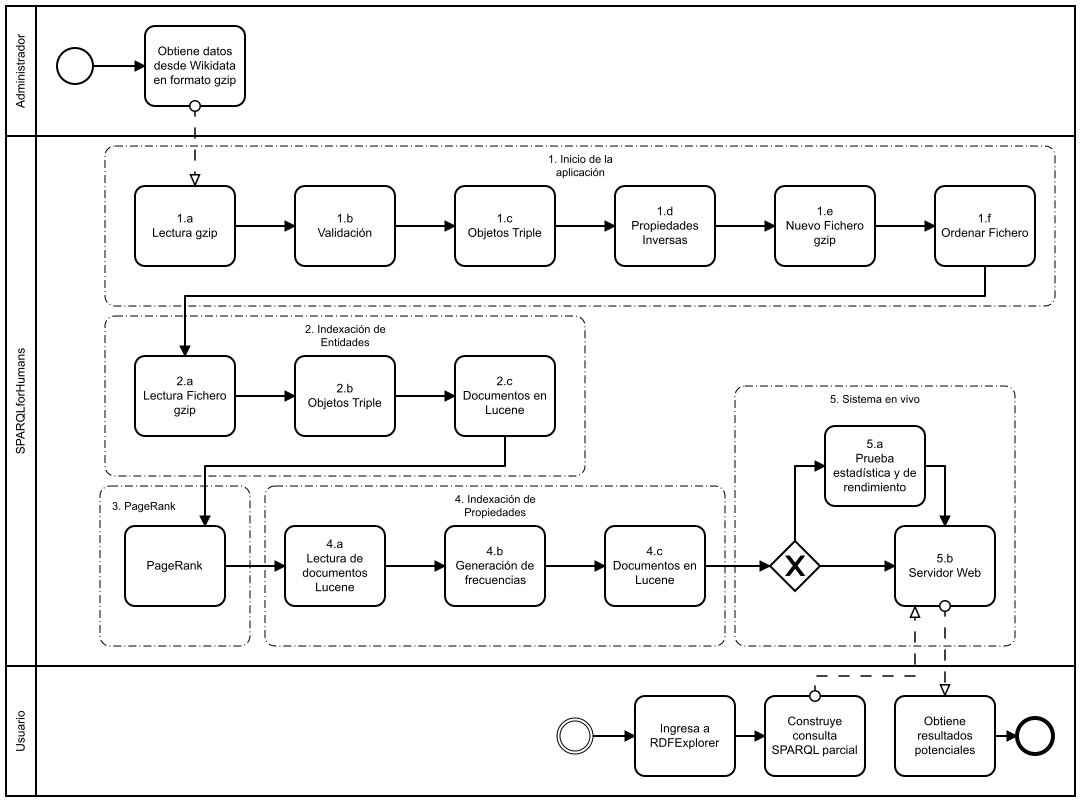 Administrador
Obtiene datos
desde Wikidata
en formato gzip
SPARQLforHumans
1. Inicio de la
aplicación
1.a
Lectura gzip
1.b
Validación
1.c
Objetos Triple
1.d
Propiedades
Inversas
1.e
Nuevo Fichero
gzip
1.f
Ordenar Fichero
2. Indexación de
Entidades
2.a
Lectura Fichero
gzip
2.b
Objetos Triple
2.c
Documentos en
Lucene
3. PageRank
PageRank
4. Indexación de
Propiedades
4.a
Lectura de
documentos
Lucene
4.b
Generación de
frecuencias
4.c
Documentos en
Lucene
5. Sistema en vivo
5.a
Prueba
estadística y de
rendimiento
X
5.b
Servidor Web
Usuario
Ingresa a
RDFExplorer
Construye
consulta
SPARQL parcial
Obtiene
resultados
potenciales